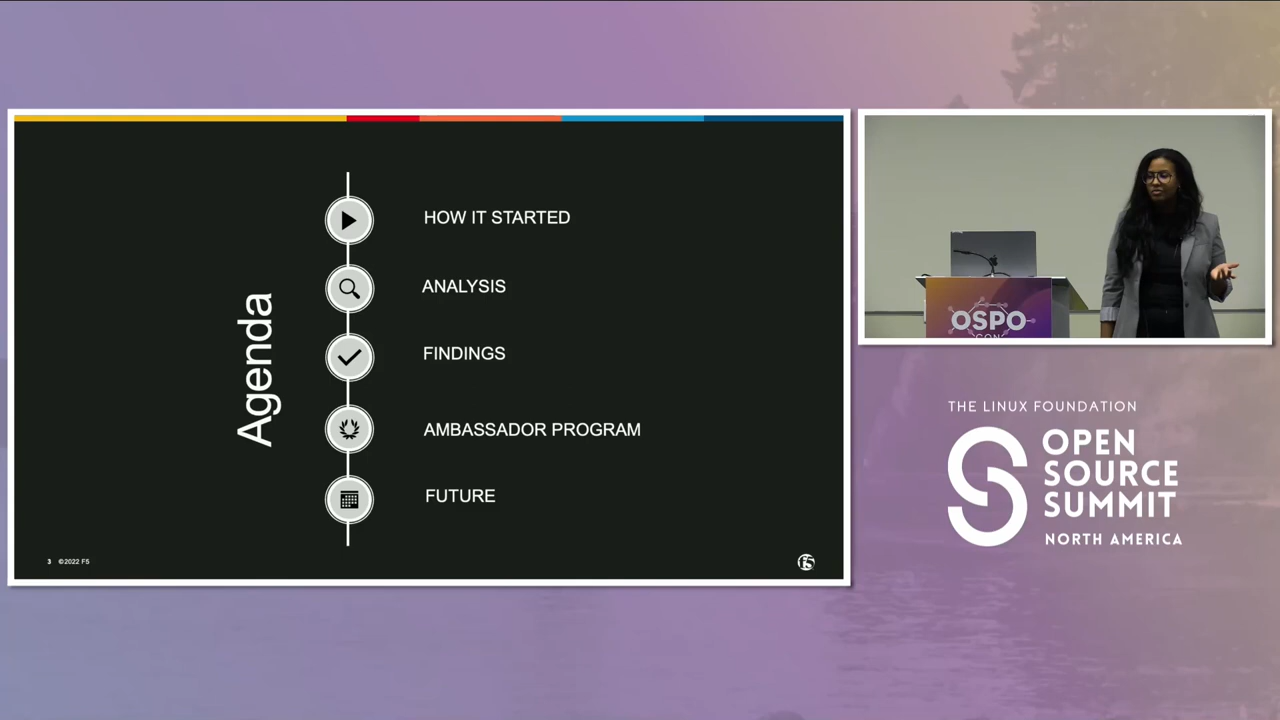 Agenda
HOW IT STARTED
ANALYSIS
FINDINGS
AMBASSADOR PROGRAM
FUTURE
3 ©2022 F5
OSPO
CON
THE LINUX FOUNDATION
OPEN
SOURCE
SUMMIT
NORTH AMERICA